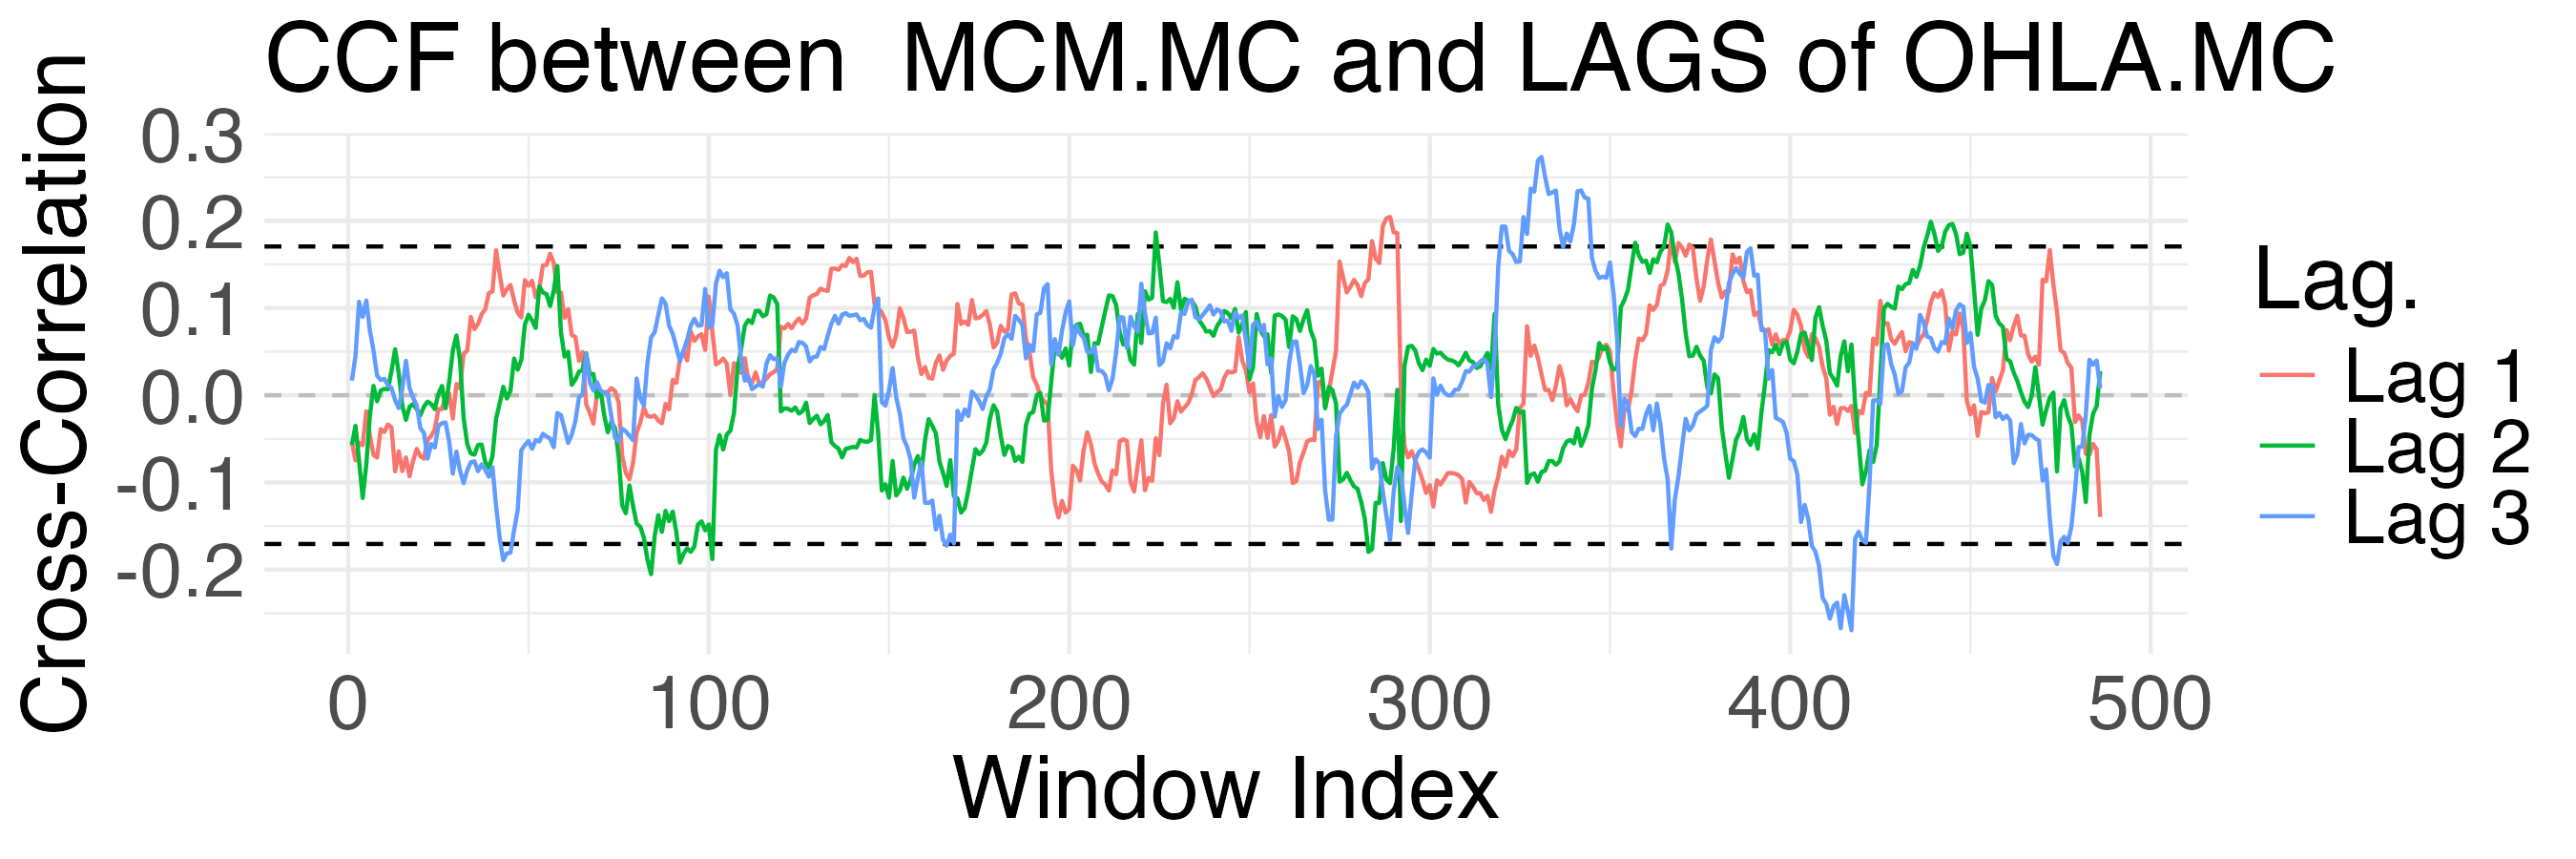 CCF between  MCM.MC and LAGS of OHLA.MC
Cross-Correlation
0.3
0.2
0.1
0.0
-0.1
-0.2
0 100 200 300 400 500
Window Index
Lag.
Lag 1
Lag 2
Lag 3